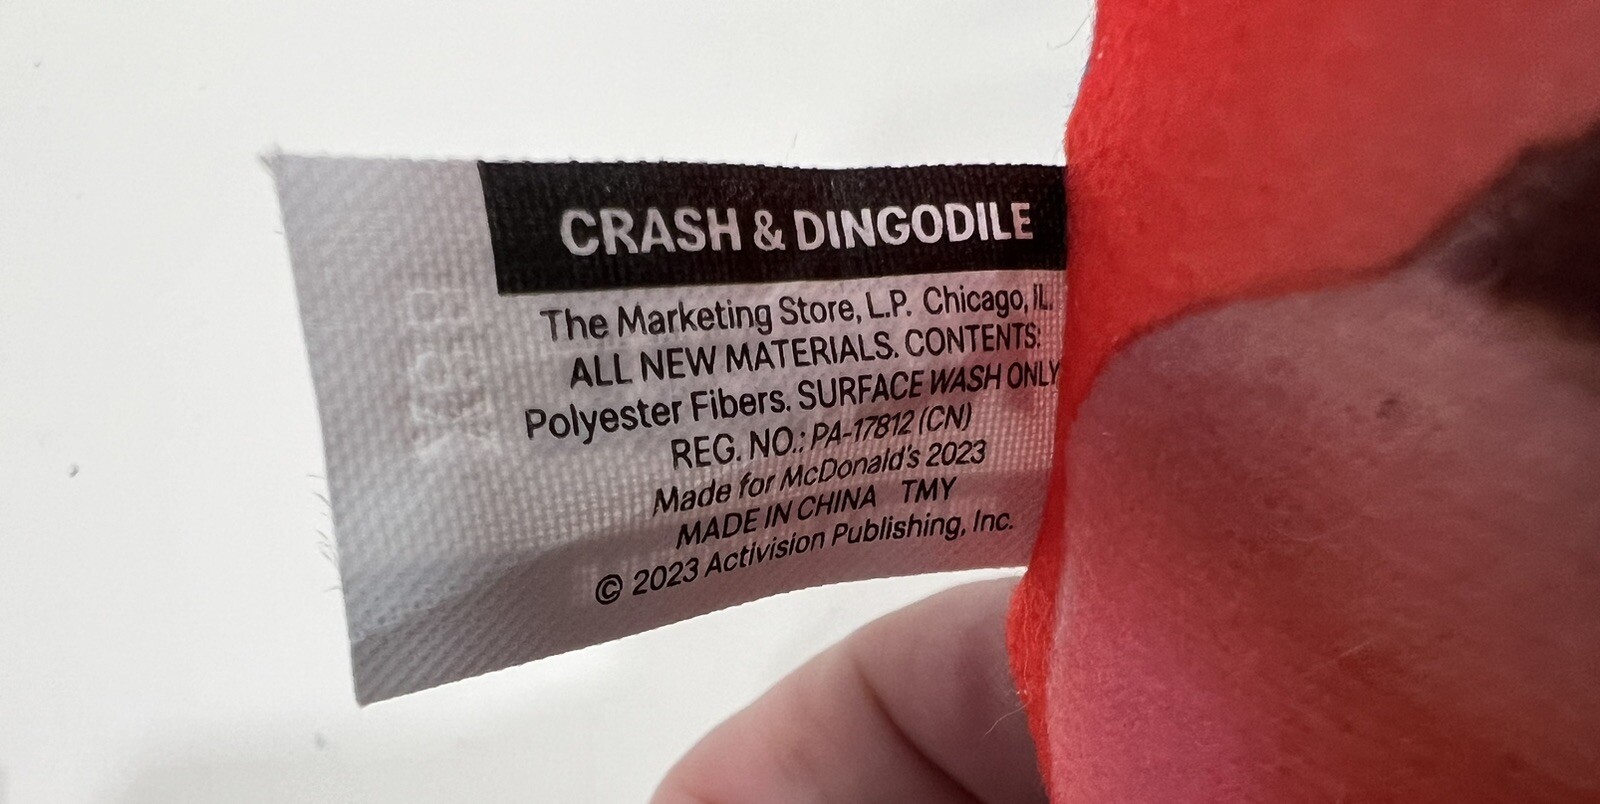 CRASH & DINGODILE
The Marketing Store, L.P. Chicago, IL.
ALL NEW MATERIALS. CONTENTS:
Polyester Fibers. SURFACE WASH ONLY
REG. NO.: PA-17812 (CN)
Made for McDonald's 2023
MADE IN CHINA TMY
© 2023 Activision Publishing, Inc.